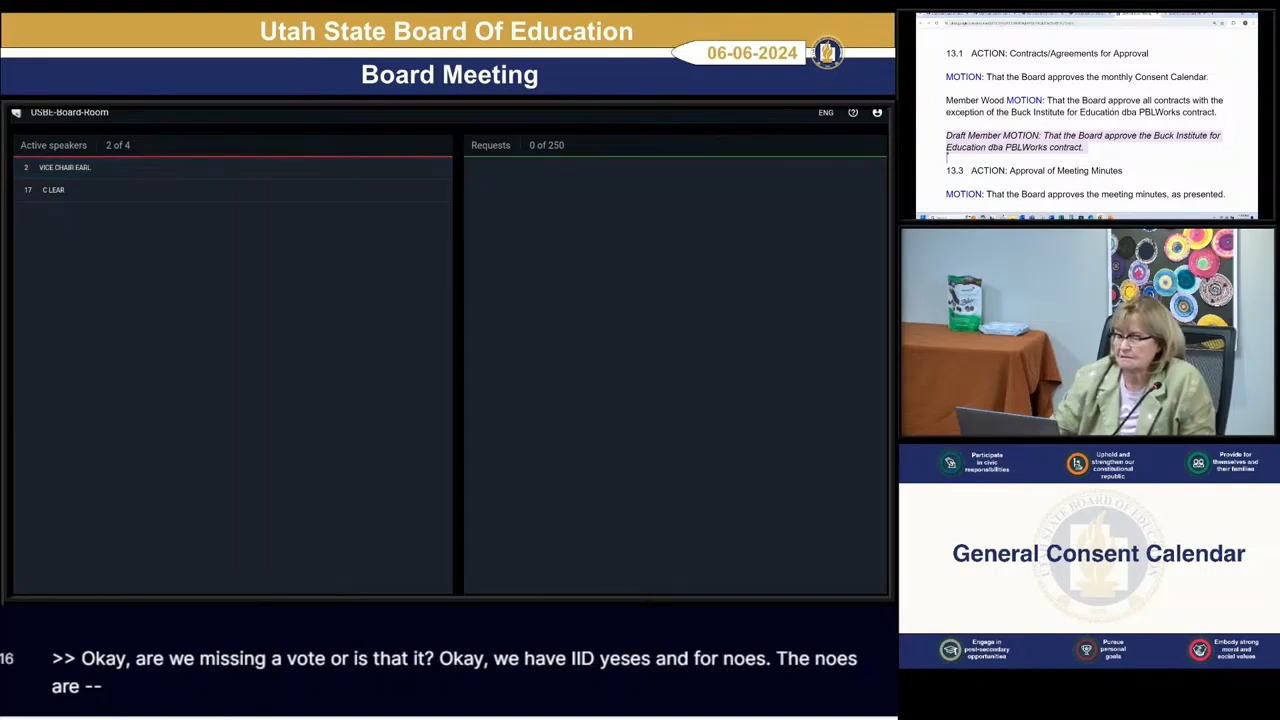 Utah State Board Of Education
Board Meeting
06-06-2024
USBE-Board-Room
ENG
Active speakers 2 of 4
2 VICE CHAIR EARL
17 C LEAR
Requests 0 of 250
13.1 ACTION: Contracts/Agreements for Approval
MOTION: That the Board approves the monthly Consent Calendar.
Member Wood MOTION: That the Board approve all contracts with the
exception of the Buck Institute for Education dba PBLWorks contract.
Draft Member MOTION: That the Board approve the Buck Institute for
Education dba PBLWorks contract.
13.3 ACTION: Approval of Meeting Minutes
MOTION: That the Board approves the meeting minutes, as presented.
Participate
in civic
responsibilities
Uphold and
strengthen our
constitutional
republic
Provide for
themselves and
their families
General Consent Calendar
Engage in
post-secondary
opportunities
Pursue
personal
goals
Embody strong
moral and
social values
16
>> Okay, are we missing a vote or is that it? Okay, we have IID yeses and for noes. The noes
are --